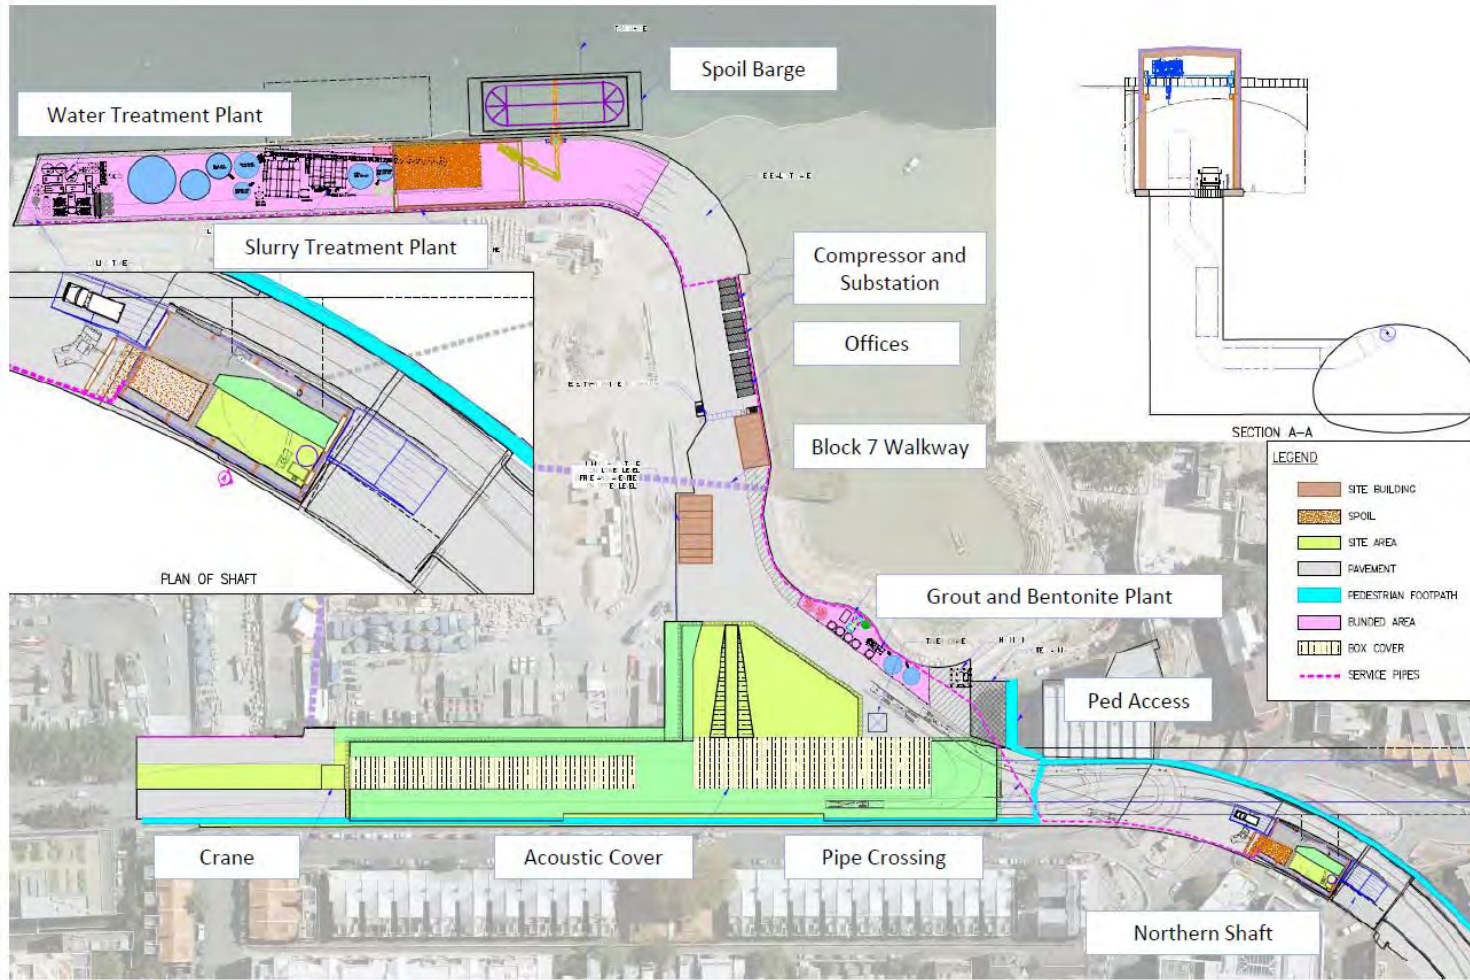 Spoil Barge
Water Treatment Plant
Slurry Treatment Plant
Compressor and
Substation
Offices
Block 7 Walkway
SECTION A-A
LEGEND
SITE BUILDING
SPOIL
SITE AREA
PAVEMENT
PEDESTRIAN FOOTPATH
BUNDED AREA
BOX COVER
SERVICE PIPES
PLAN OF SHAFT
Grout and Bentonite Plant
Ped Access
Crane
Acoustic Cover
Pipe Crossing
Northern Shaft